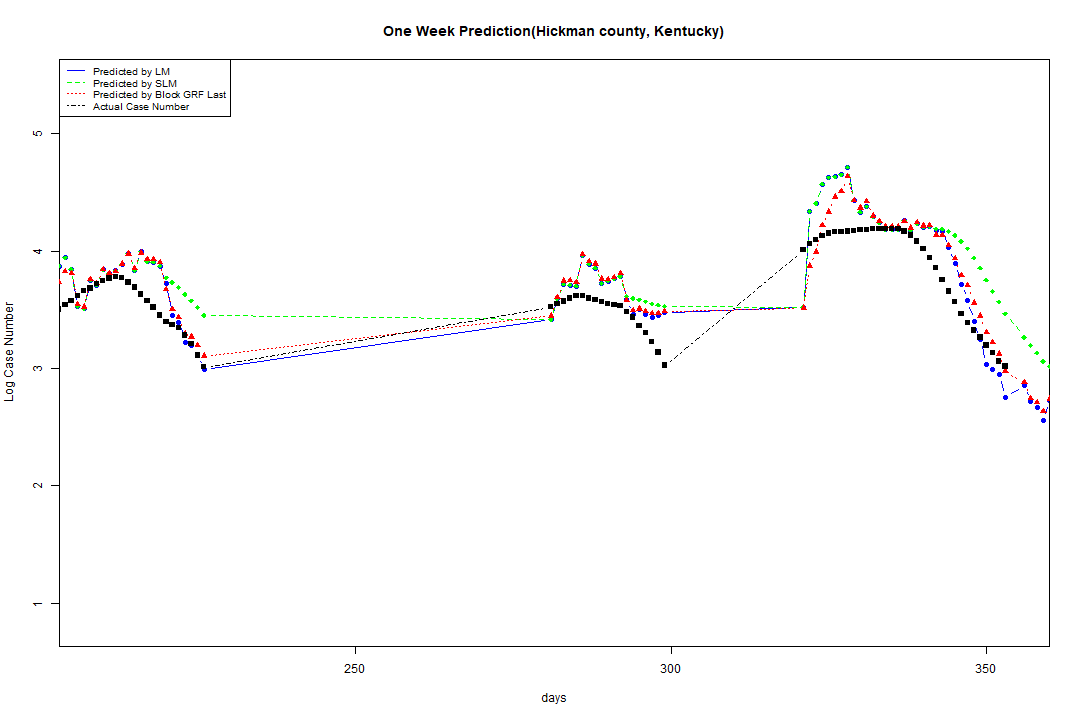 One Week Prediction(Hickman county, Kentucky)
Predicted by LM
Predicted by SLM
Predicted by Block GRF Last
Actual Case Number
5
4
3
2
1
Log Case Number
250 300 350
days